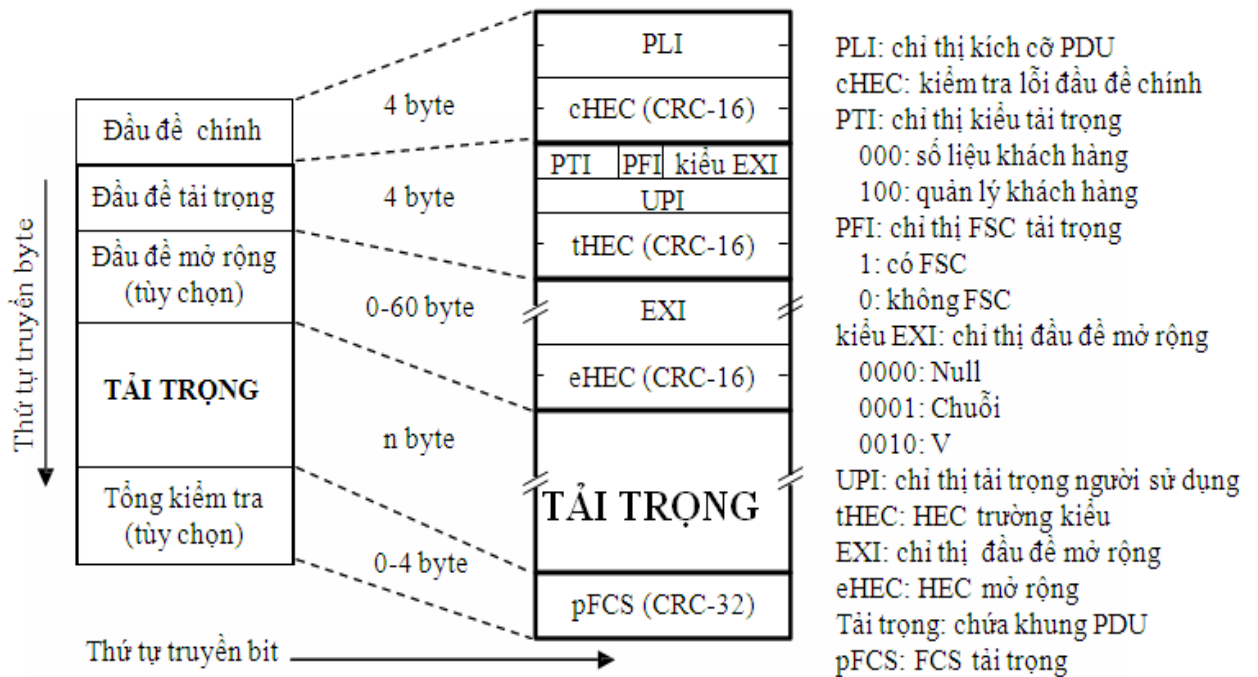 Đầu đề chính
Đầu đề tải trọng
Đầu đề mở rộng
(tùy chọn)
TẢI TRỌNG
Tổng kiểm tra
(tùy chọn)
Thứ tự truyền byte
Thứ tự truyền bit
4 byte
4 byte
0-60 byte
n byte
0-4 byte
PLI
cHEC (CRC-16)
PTI PFI kiểu EXI
UPI
tHEC (CRC-16)
EXI
eHEC (CRC-16)
TẢI TRỌNG
pFCS (CRC-32)
PLI: chỉ thị kích cỡ PDU
cHEC: kiểm tra lỗi đầu đề chính
PTI: chỉ thị kiểu tải trọng
000: số liệu khách hàng
100: quản lý khách hàng
PFI: chỉ thị FSC tải trọng
1: có FSC
0: không FSC
kiểu EXI: chỉ thị đầu đề mở rộng
0000: Null
0001: Chuỗi
0010: V
UPI: chỉ thị tải trọng người sử dụng
tHEC: HEC trường kiểu
EXI: chỉ thị đầu đề mở rộng
eHEC: HEC mở rộng
Tải trọng: chứa khung PDU
pFCS: FCS tải trọng